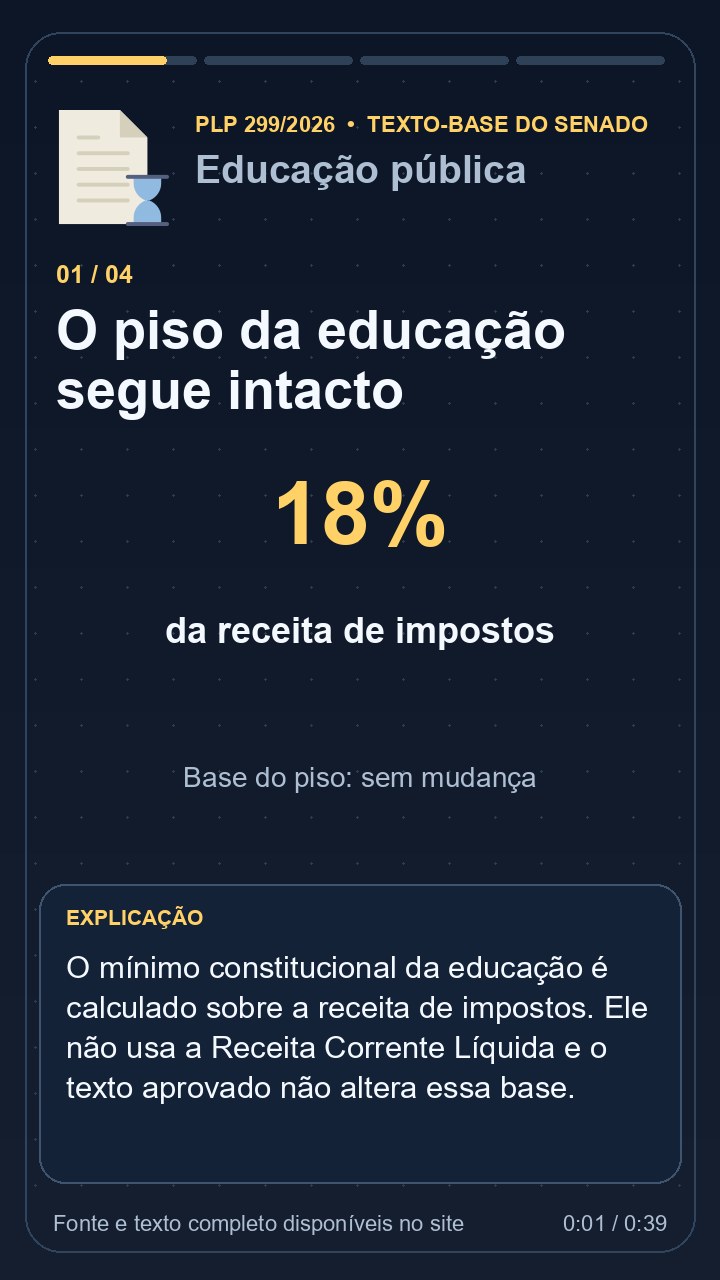 PLP 299/2026 • TEXTO-BASE DO SENADO
Educação pública
01 / 04
O piso da educação
segue intacto
18%
da receita de impostos
Base do piso: sem mudança
EXPLICAÇÃO
O mínimo constitucional da educação é
calculado sobre a receita de impostos. Ele
não usa a Receita Corrente Líquida e o
texto aprovado não altera essa base.
Fonte e texto completo disponíveis no site
0:01 / 0:39